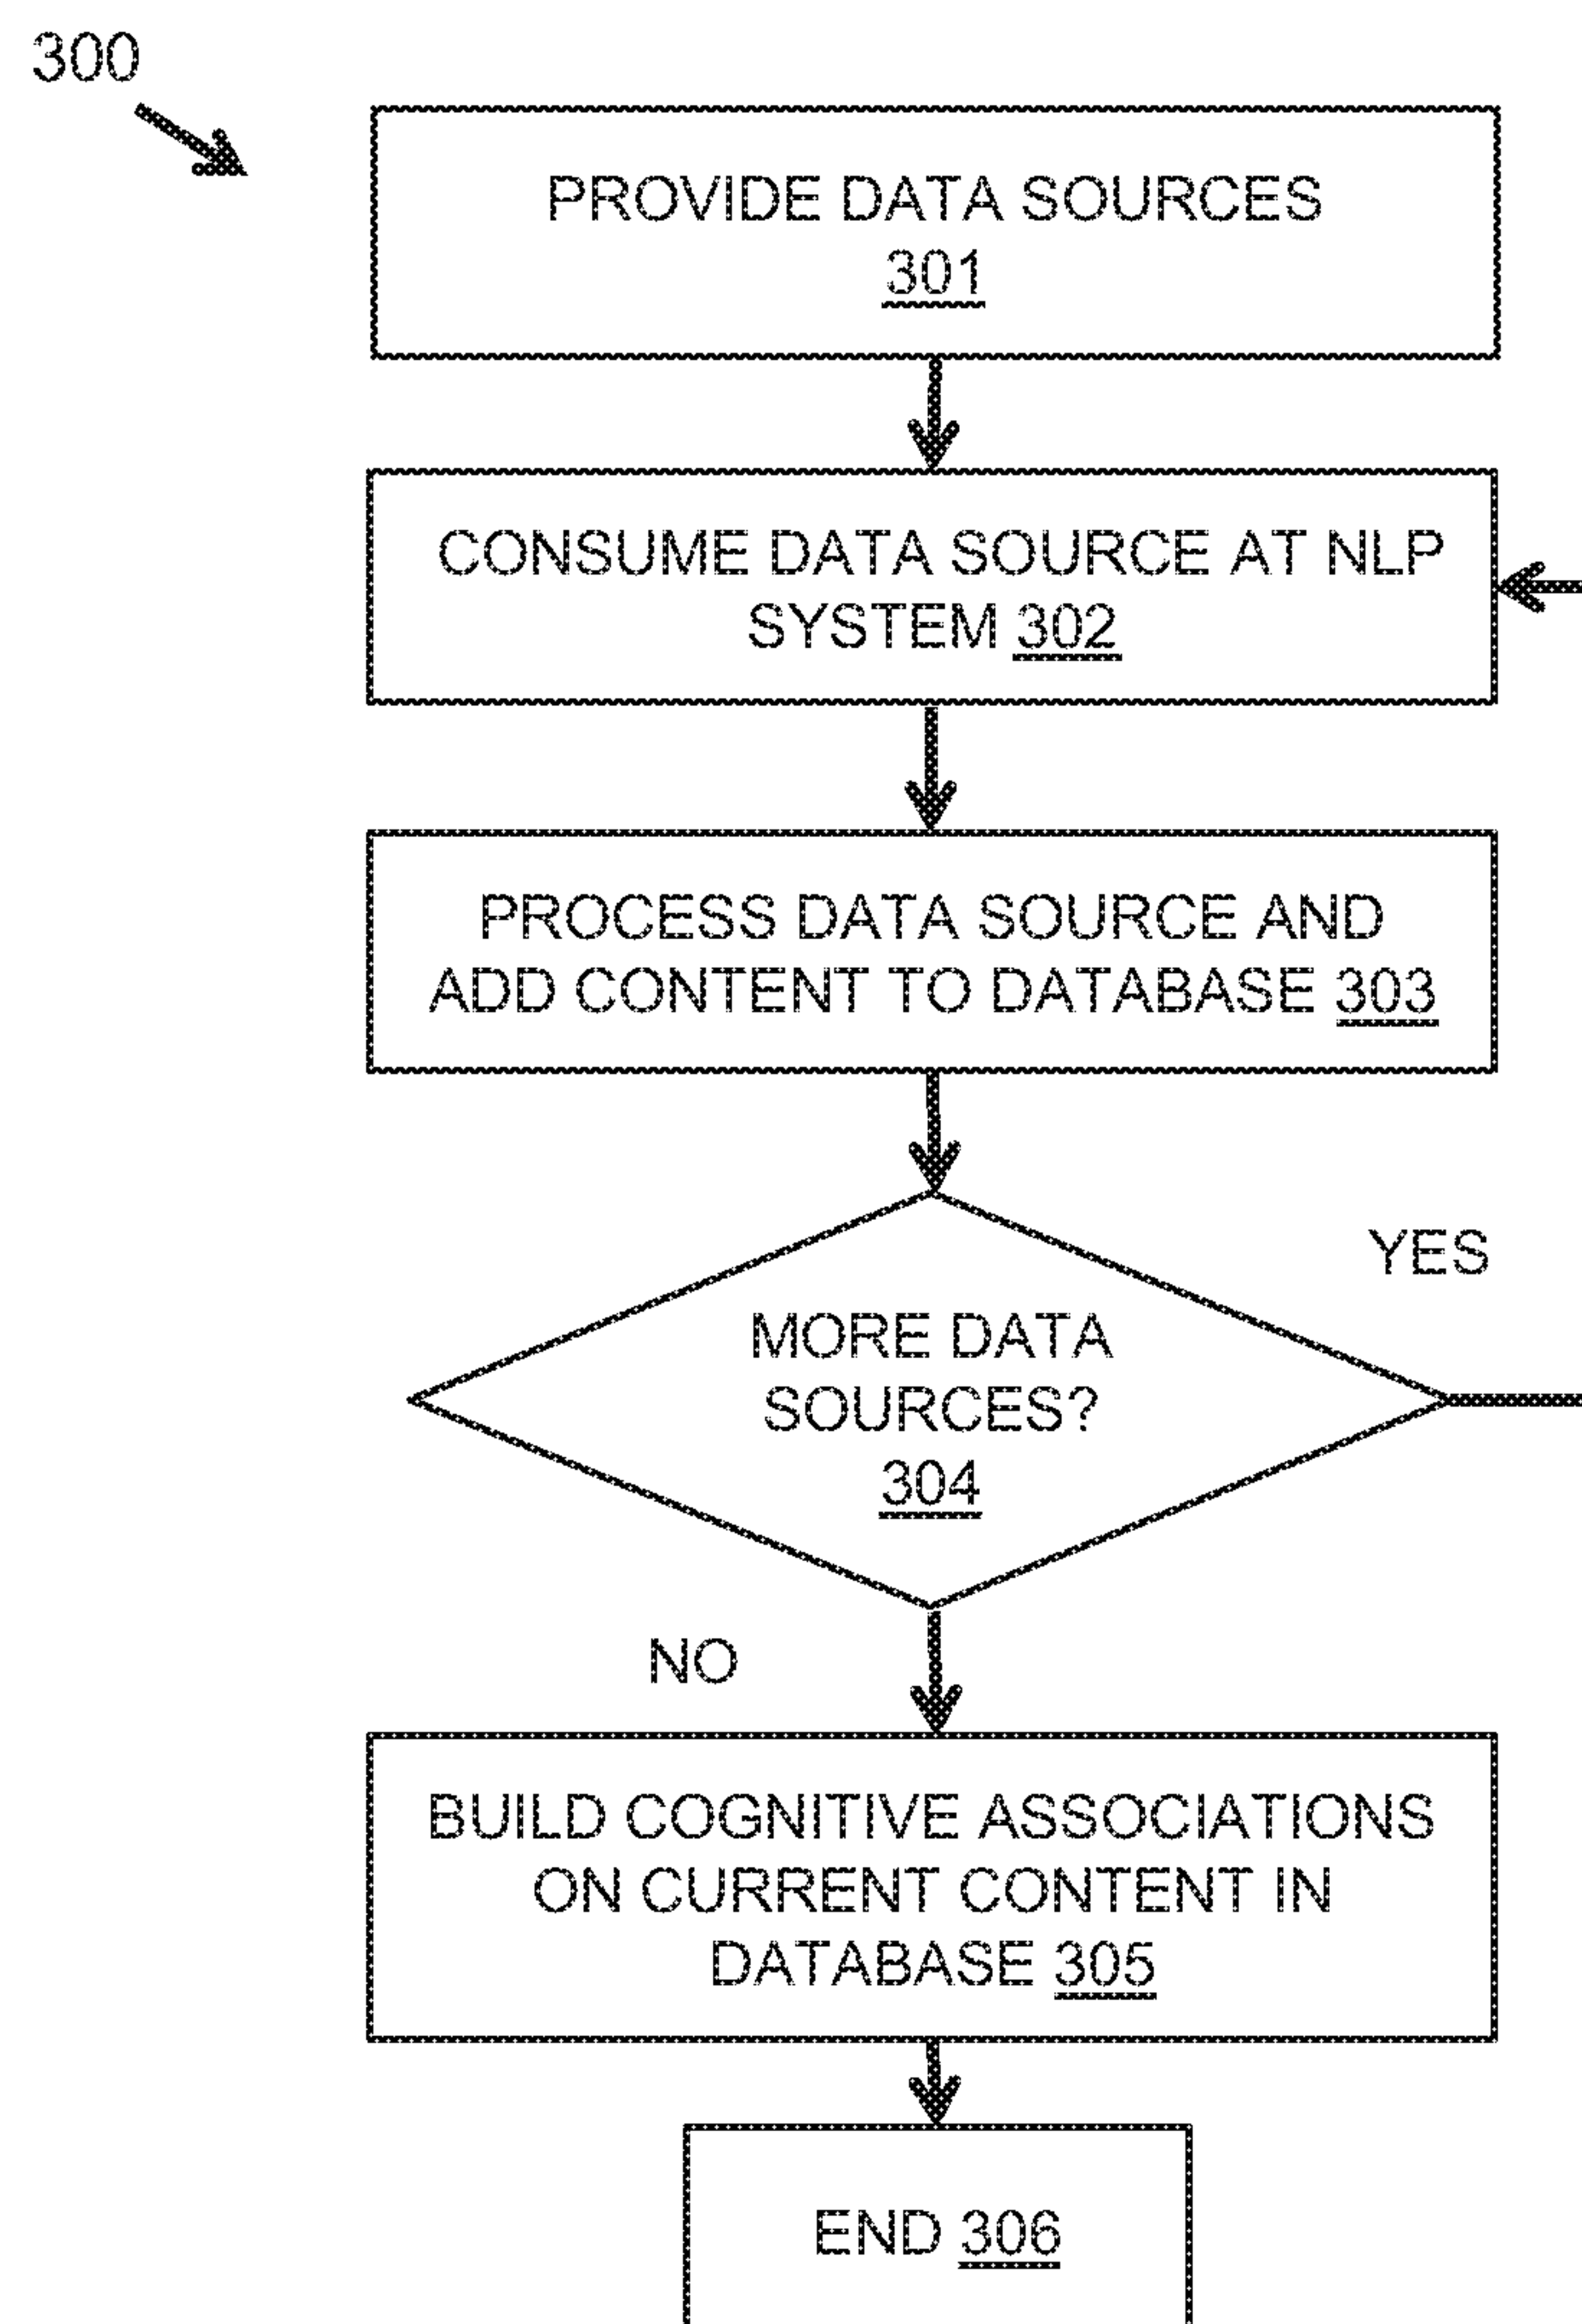 300
PROVIDE DATA SOURCES
301
CONSUME DATA SOURCE AT NLP
SYSTEM 302
PROCESS DATA SOURCE AND
ADD CONTENT TO DATABASE 303
YES
MORE DATA
SOURCES?
304
NO
BUILD COGNITIVE ASSOCIATIONS
ON CURRENT CONTENT IN
DATABASE 305
END 306